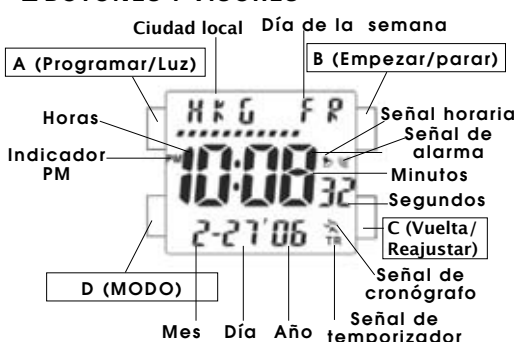 Ciudad local
Día de la semana
A (Programar/Luz)
B (Empezar/parar)
HKG FR
Horas
Señal horaria
Señal de
alarma
Indicador
PM
PM 10:08 32
Minutos
Segundos
2-27'06
TR
C (Vuelta/
Reajustar)
D (MODO)
Señal de
cronógrafo
Mes Día Año
Señal de
temporizador